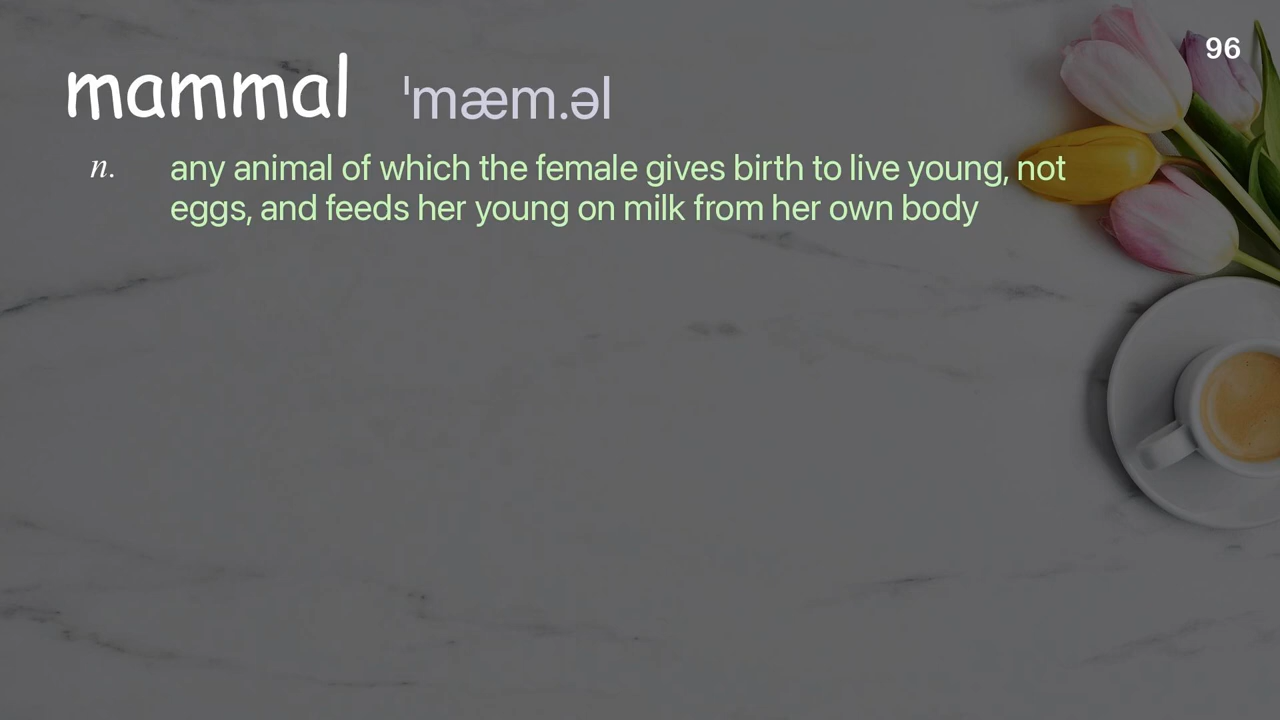 96
mammal ˈmæm.əl
n. any animal of which the female gives birth to live young, not
eggs, and feeds her young on milk from her own body